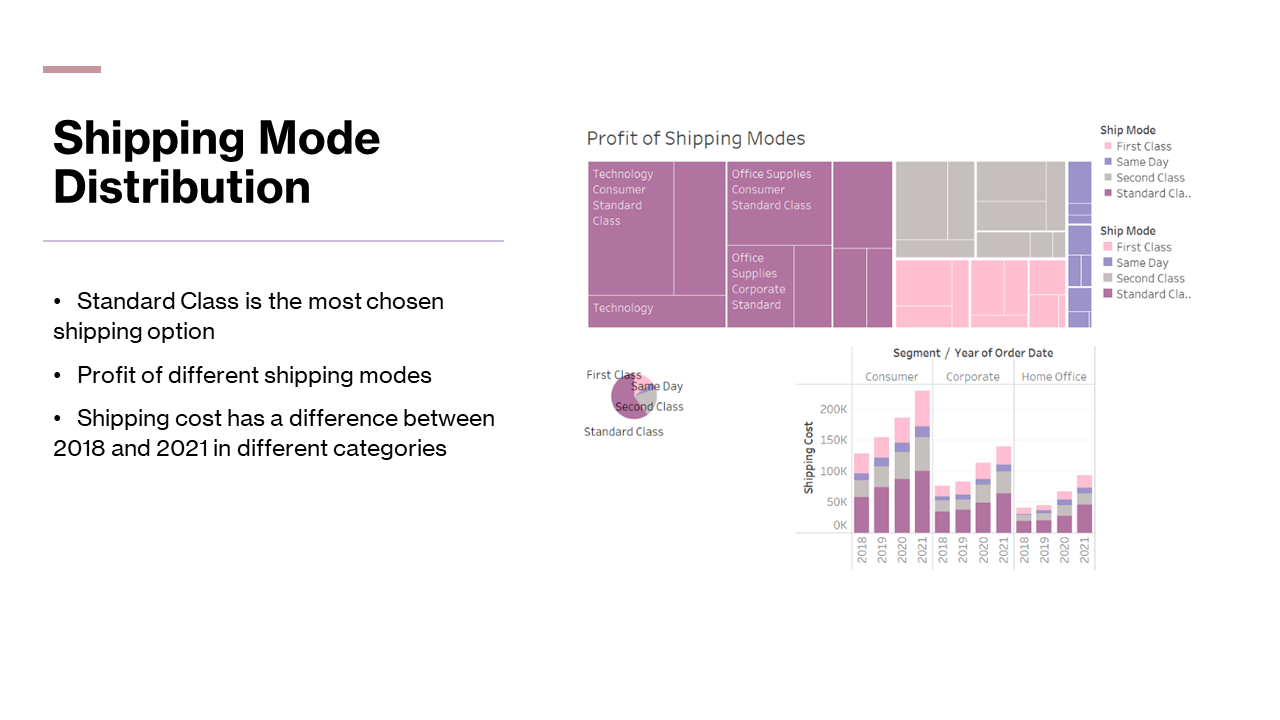 Shipping Mode
Distribution
• Standard Class is the most chosen
shipping option
• Profit of different shipping modes
• Shipping cost has a difference between
2018 and 2021 in different categories
Profit of Shipping Modes
Technology
Consumer
Standard
Class
Technology
Office Supplies
Consumer
Standard Class
Office
Supplies
Corporate
Standard
Ship Mode
First Class
Same Day
Second Class
Standard Cla..
Ship Mode
First Class
Same Day
Second Class
Standard Cla..
First Class
Same Day
Second Class
Standard Class
Segment / Year of Order Date
Consumer Corporate Home Office
Shipping Cost
200K
150K
100K
50K
0K
2018 2019 2020 2021 2018 2019 2020 2021 2018 2019 2020 2021